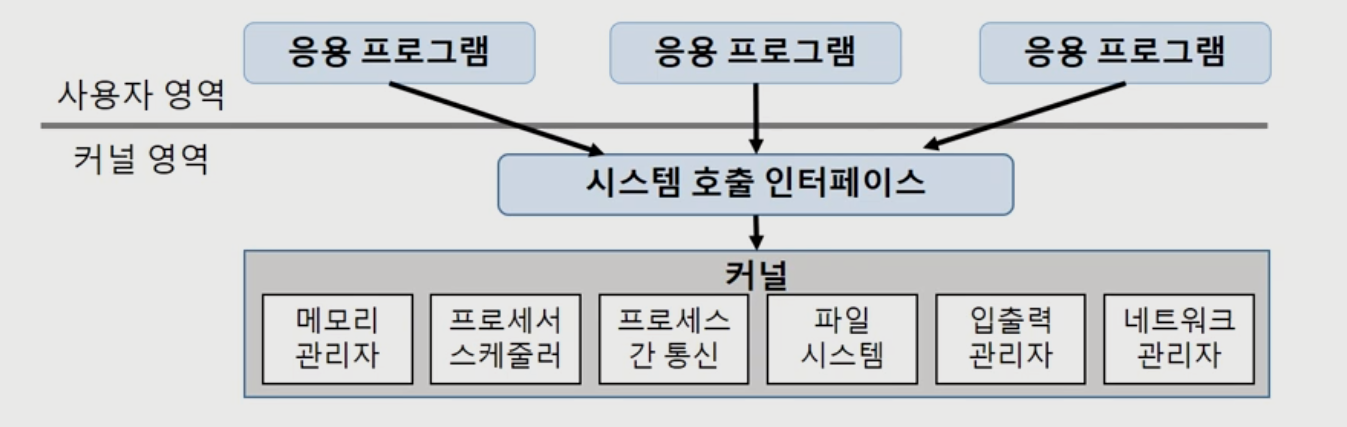 응용 프로그램
응용 프로그램
응용 프로그램
사용자 영역
커널 영역
시스템 호출 인터페이스
커널
메모리
관리자
프로세서
스케줄러
프로세스
간 통신
파일
시스템
입출력
관리자
네트워크
관리자